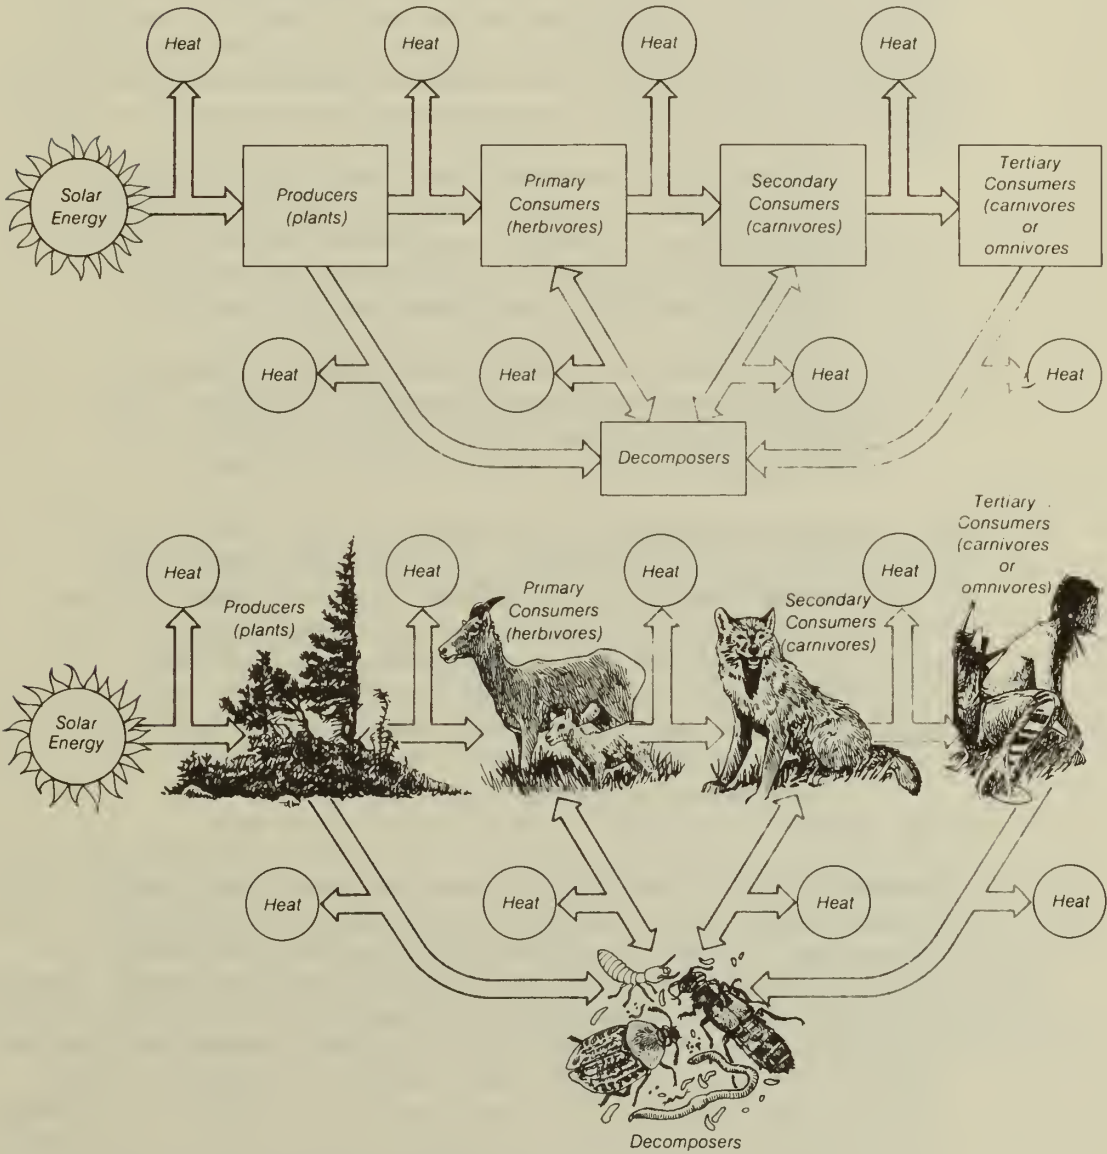 Heat
Heat
Heat
Heat
Solar
Energy
Producers
(plants)
Primary
Consumers
(herbivores)
Secondary
Consumers
(carnivores)
Tertiary
Consumers
(carnivores
or
omnivores
Heat
Heat
Heat
Heat
Decomposers
Tertiary
Consumers
(carnivores
or
omnivores)
Heat
Heat
Heat
Heat
Producers
(plants)
Primary
Consumers
(herbivores)
Secondary
Consumers
(carnivores)
Solar
Energy
Heat
Heat
Heat
Heat
Decomposers